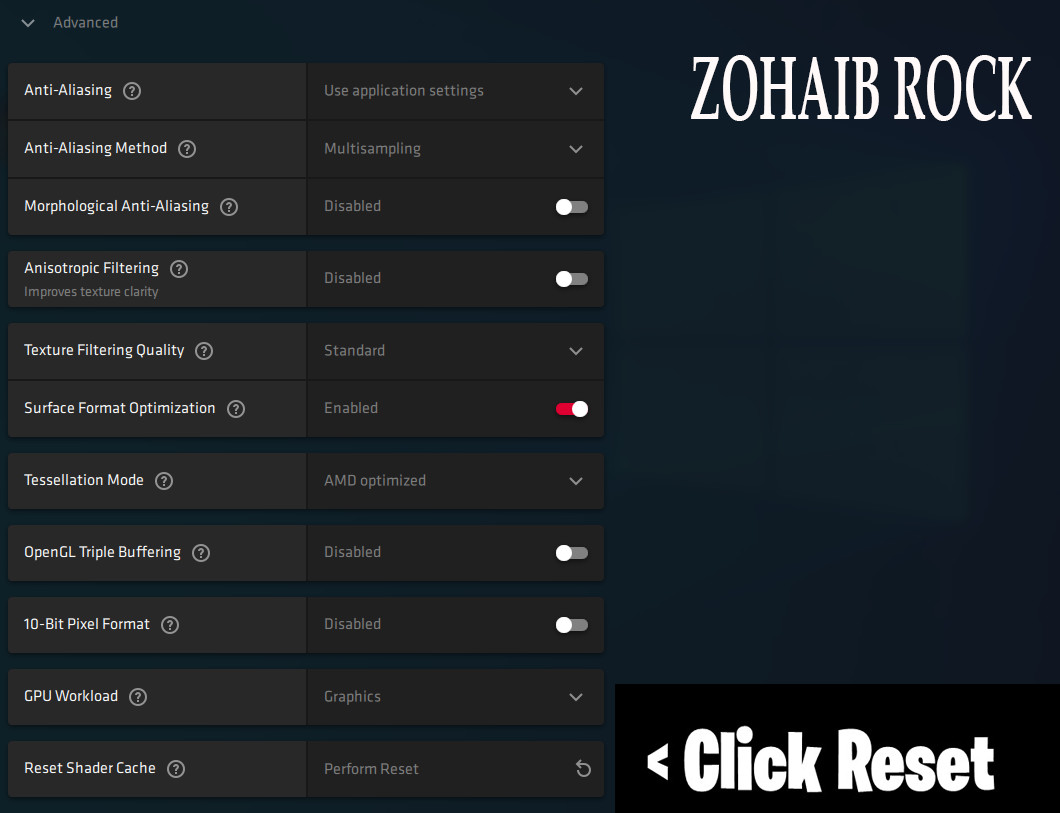 Advanced
ZOHAIB ROCK
Anti-Aliasing ? Use application settings
Anti-Aliasing Method ? Multisampling
Morphological Anti-Aliasing ? Disabled
Anisotropic Filtering ? Disabled
Improves texture clarity
Texture Filtering Quality ? Standard
Surface Format Optimization ? Enabled
Tessellation Mode ? AMD optimized
OpenGL Triple Buffering ? Disabled
10-Bit Pixel Format ? Disabled
GPU Workload ? Graphics
Reset Shader Cache ? Perform Reset
< Click Reset